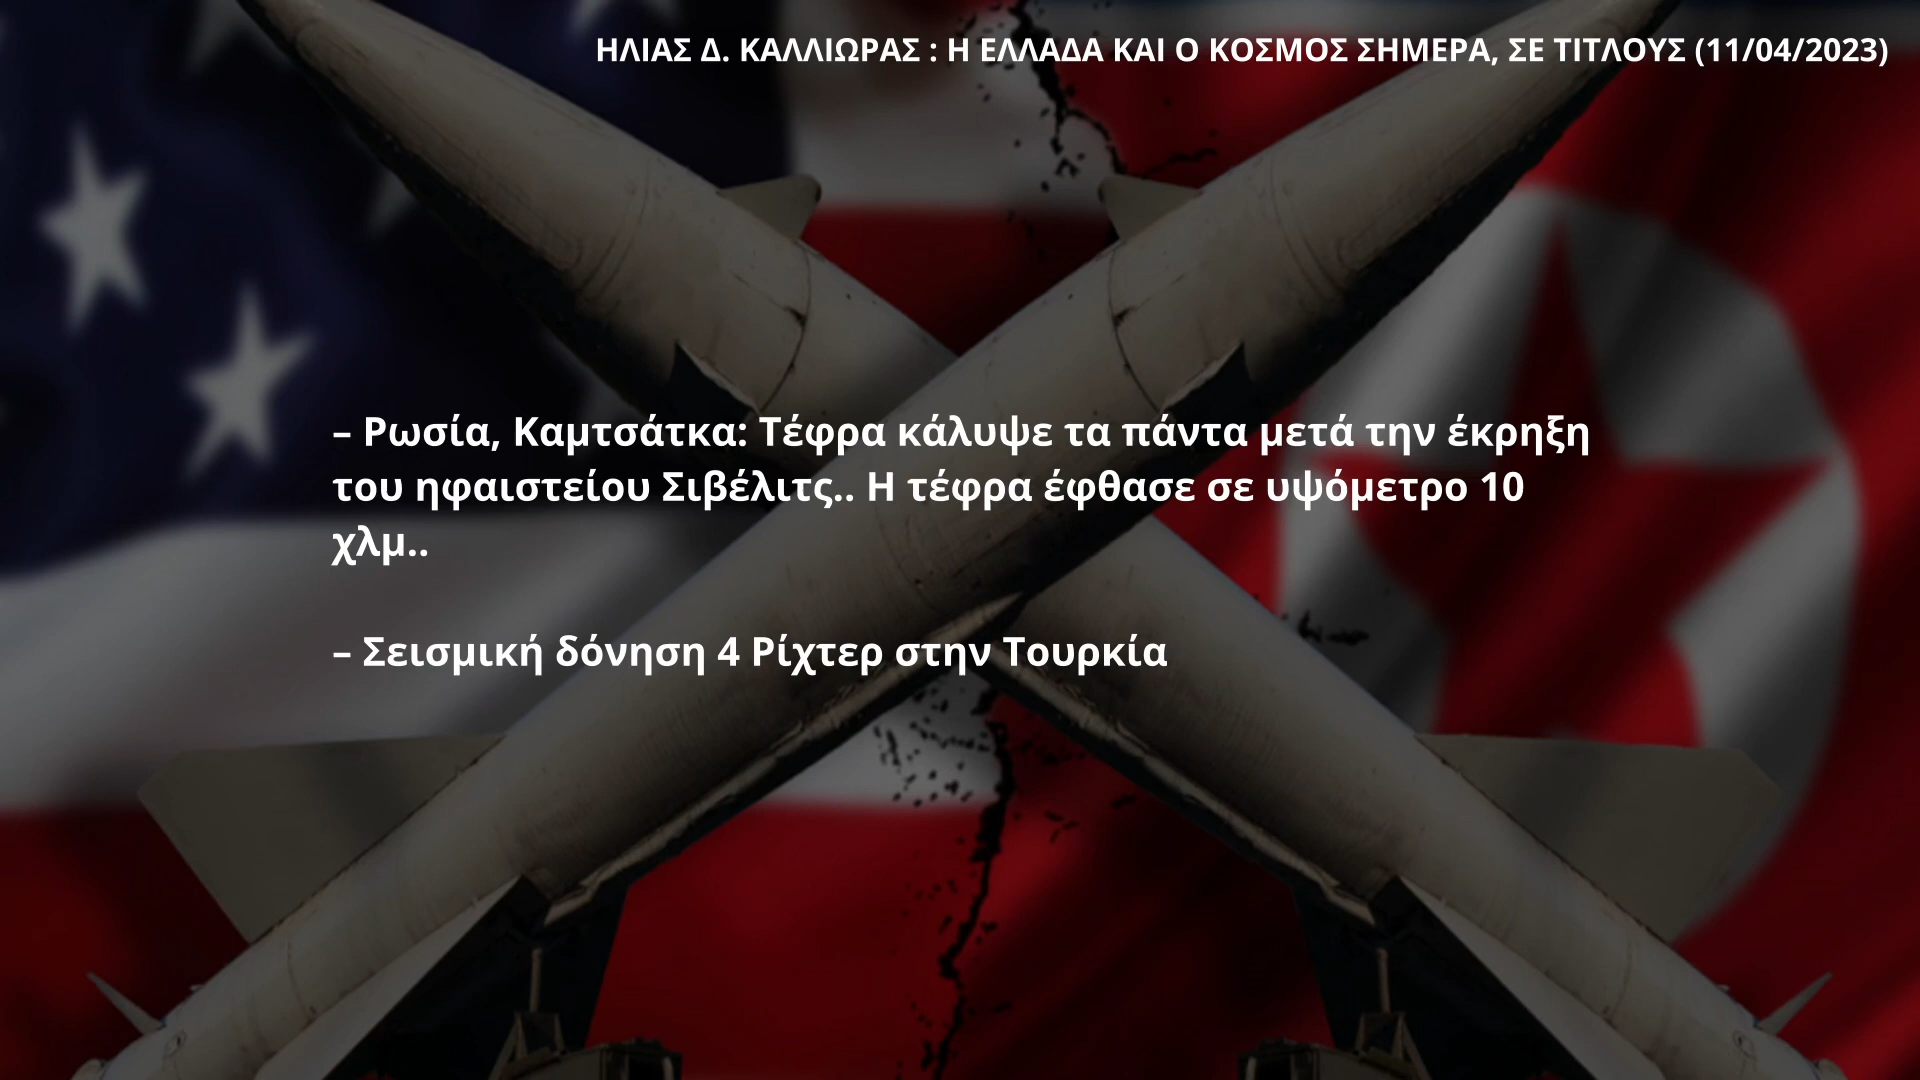 ΗΛΙΑΣ Δ. ΚΑΛΛΙΩΡΑΣ : Η ΕΛΛΑΔΑ ΚΑΙ Ο ΚΟΣΜΟΣ ΣΗΜΕΡΑ, ΣΕ ΤΙΤΛΟΥΣ (11/04/2023)
– Ρωσία, Καμτσάτκα: Τέφρα κάλυψε τα πάντα μετά την έκρηξη
του ηφαιστείου Σιβέλιτς.. Η τέφρα έφθασε σε υψόμετρο 10
χλμ..
– Σεισμική δόνηση 4 Ρίχτερ στην Τουρκία